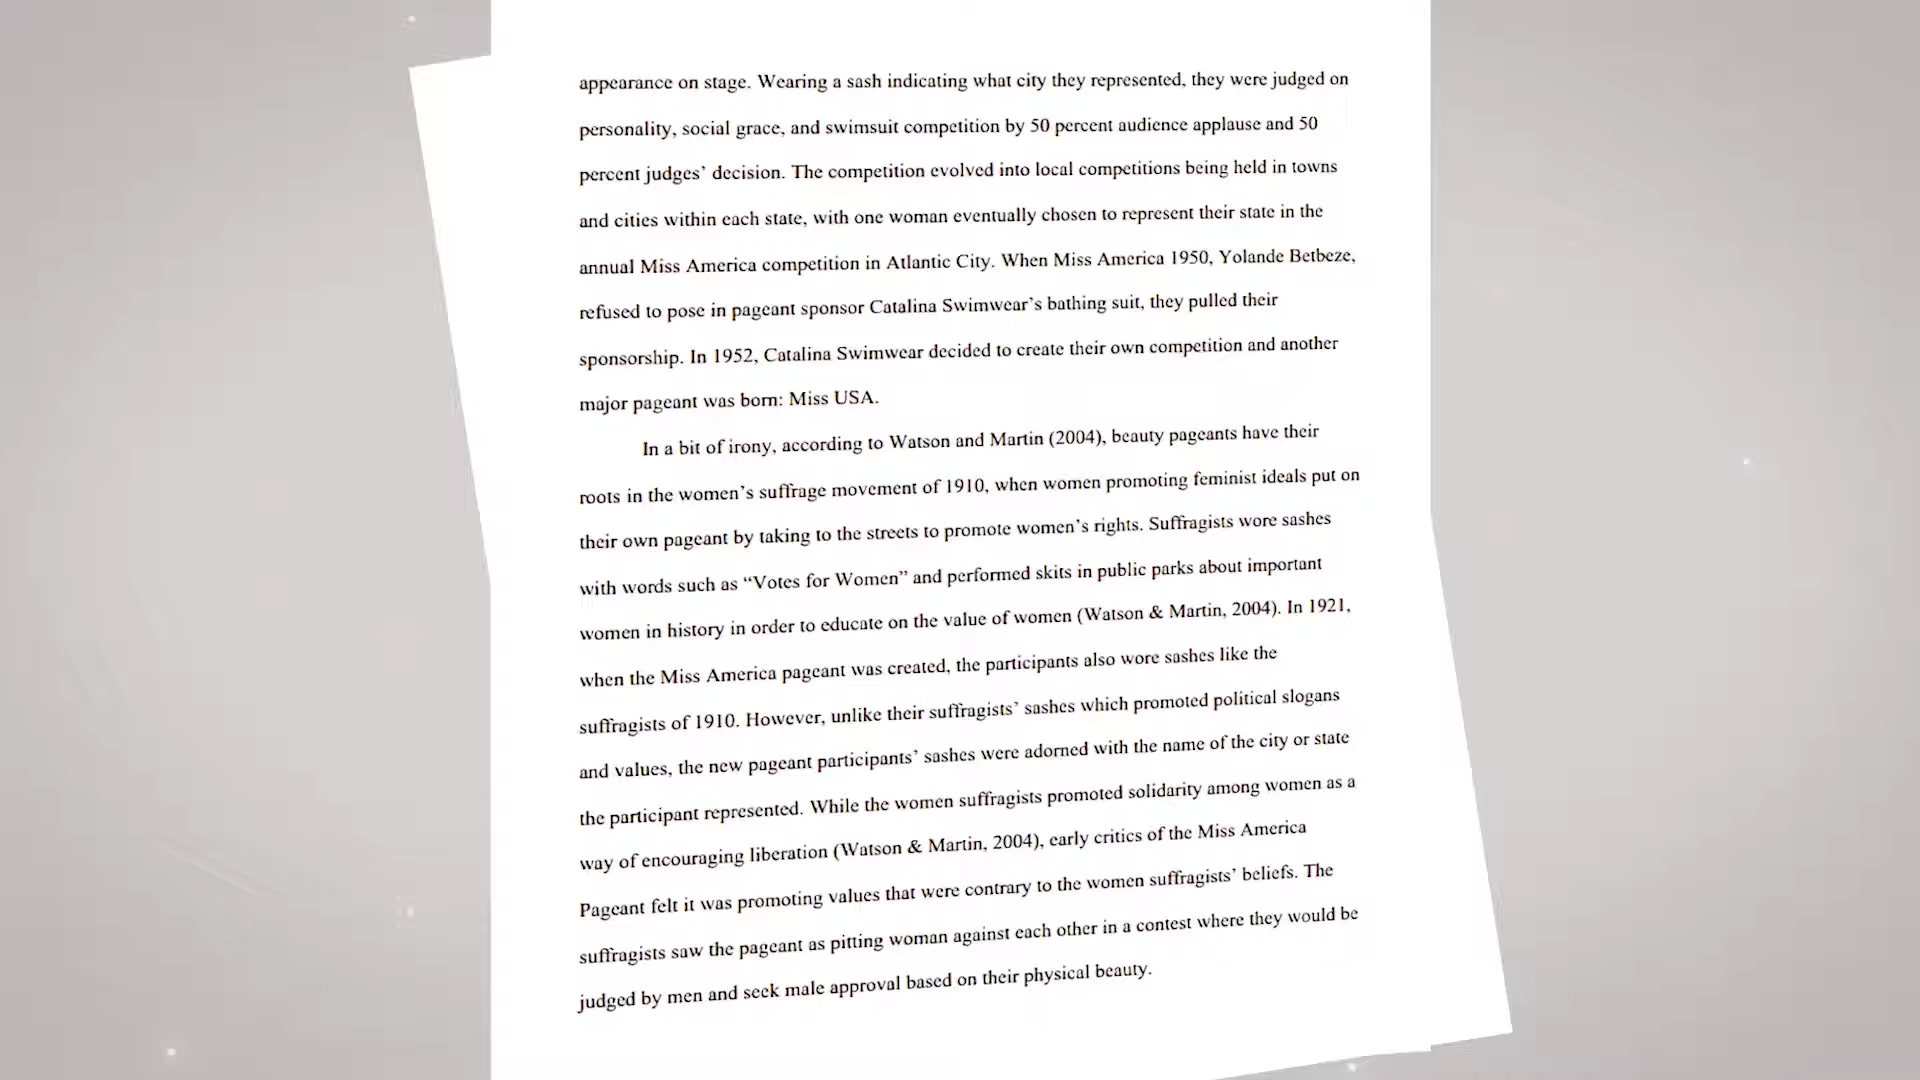 appearance on stage. Wearing a sash indicating what city they represented, they were judged on
personality, social grace, and swimsuit competition by 50 percent audience applause and 50
percent judges’ decision. The competition evolved into local competitions being held in towns
and cities within each state, with one woman eventually chosen to represent their state in the
annual Miss America competition in Atlantic City. When Miss America 1950, Yolande Betbeze,
refused to pose in pageant sponsor Catalina Swimwear’s bathing suit, they pulled their
sponsorship. In 1952, Catalina Swimwear decided to create their own competition and another
major pageant was born: Miss USA.
In a bit of irony, according to Watson and Martin (2004), beauty pageants have their
roots in the women’s suffrage movement of 1910, when women promoting feminist ideals put on
their own pageant by taking to the streets to promote women’s rights. Suffragists wore sashes
with words such as “Votes for Women” and performed skits in public parks about important
women in history in order to educate on the value of women (Watson & Martin, 2004). In 1921,
when the Miss America pageant was created, the participants also wore sashes like the
suffragists of 1910. However, unlike their suffragists’ sashes which promoted political slogans
and values, the new pageant participants’ sashes were adorned with the name of the city or state
the participant represented. While the women suffragists promoted solidarity among women as a
way of encouraging liberation (Watson & Martin, 2004), early critics of the Miss America
Pageant felt it was promoting values that were contrary to the women suffragists’ beliefs. The
suffragists saw the pageant as pitting woman against each other in a contest where they would be
judged by men and seek male approval based on their physical beauty.